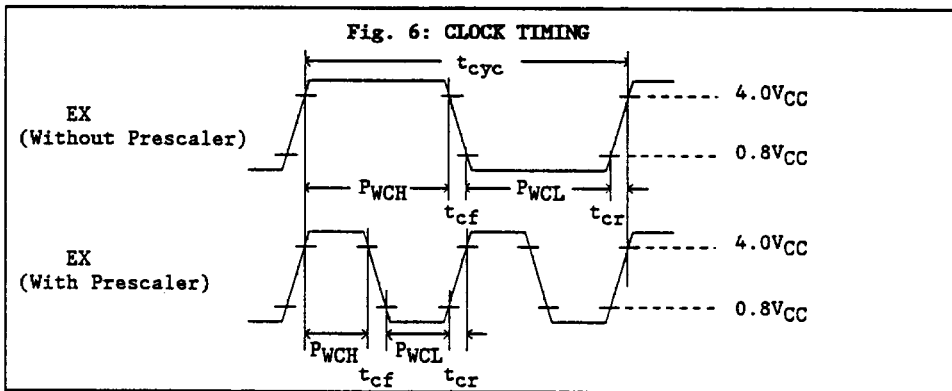 Fig. 6: CLOCK TIMING
tcyc
EX
(Without Prescaler)
4.0VCC
0.8VCC
PWCH
tcf
PWCL
tcr
EX
(With Prescaler)
4.0VCC
0.8VCC
PWCH
tcf
PWCL
tcr